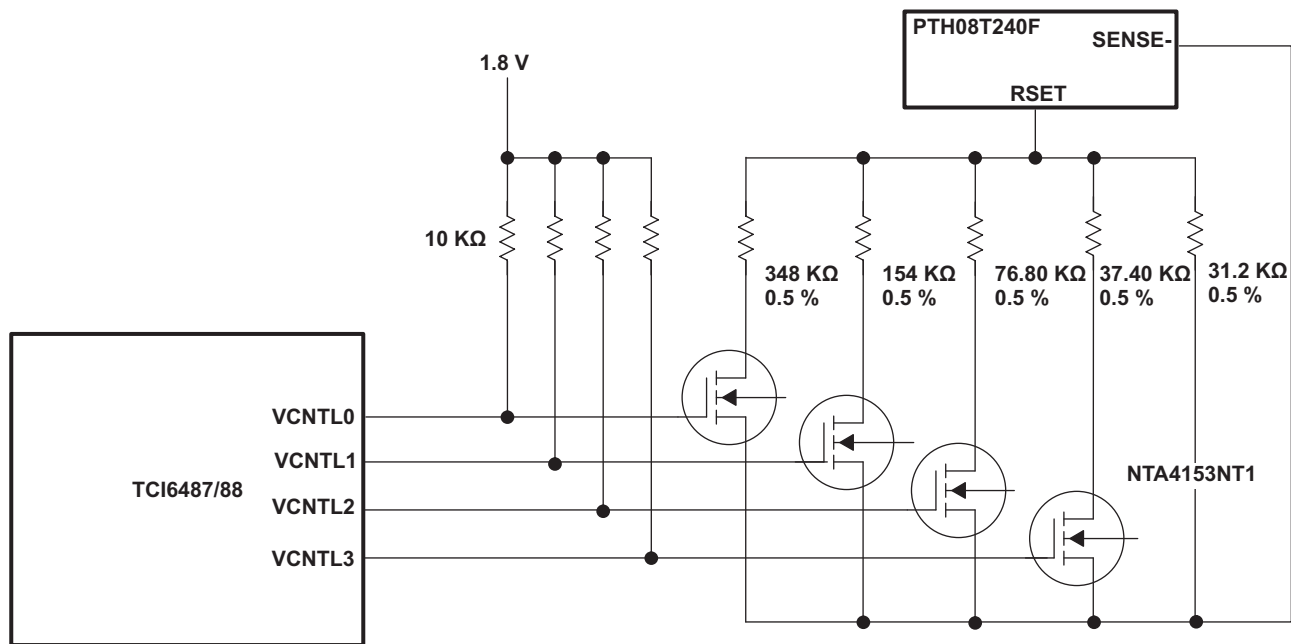 PTH08T240F
SENSE-
1.8 V
RSET
10 KΩ
348 KΩ
0.5 %
154 KΩ
0.5 %
76.80 KΩ
0.5 %
37.40 KΩ
0.5 %
31.2 KΩ
0.5 %
VCNTL0
VCNTL1
TCI6487/88
VCNTL2
VCNTL3
NTA4153NT1